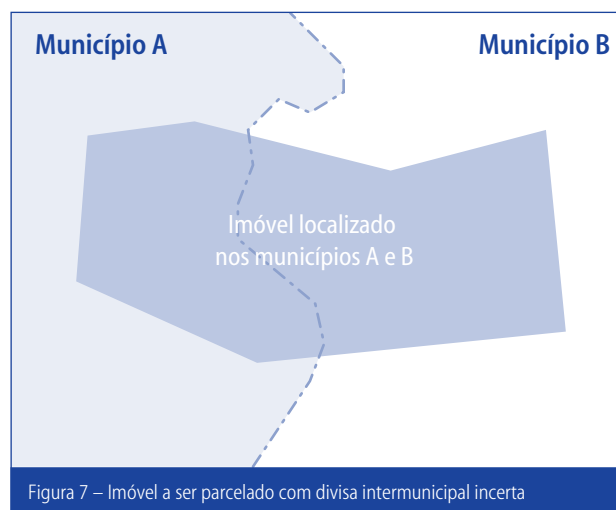 Município A
Município B
Imóvel localizado
nos municípios A e B
Figura 7 – Imóvel a ser parcelado com divisa intermunicipal incerta